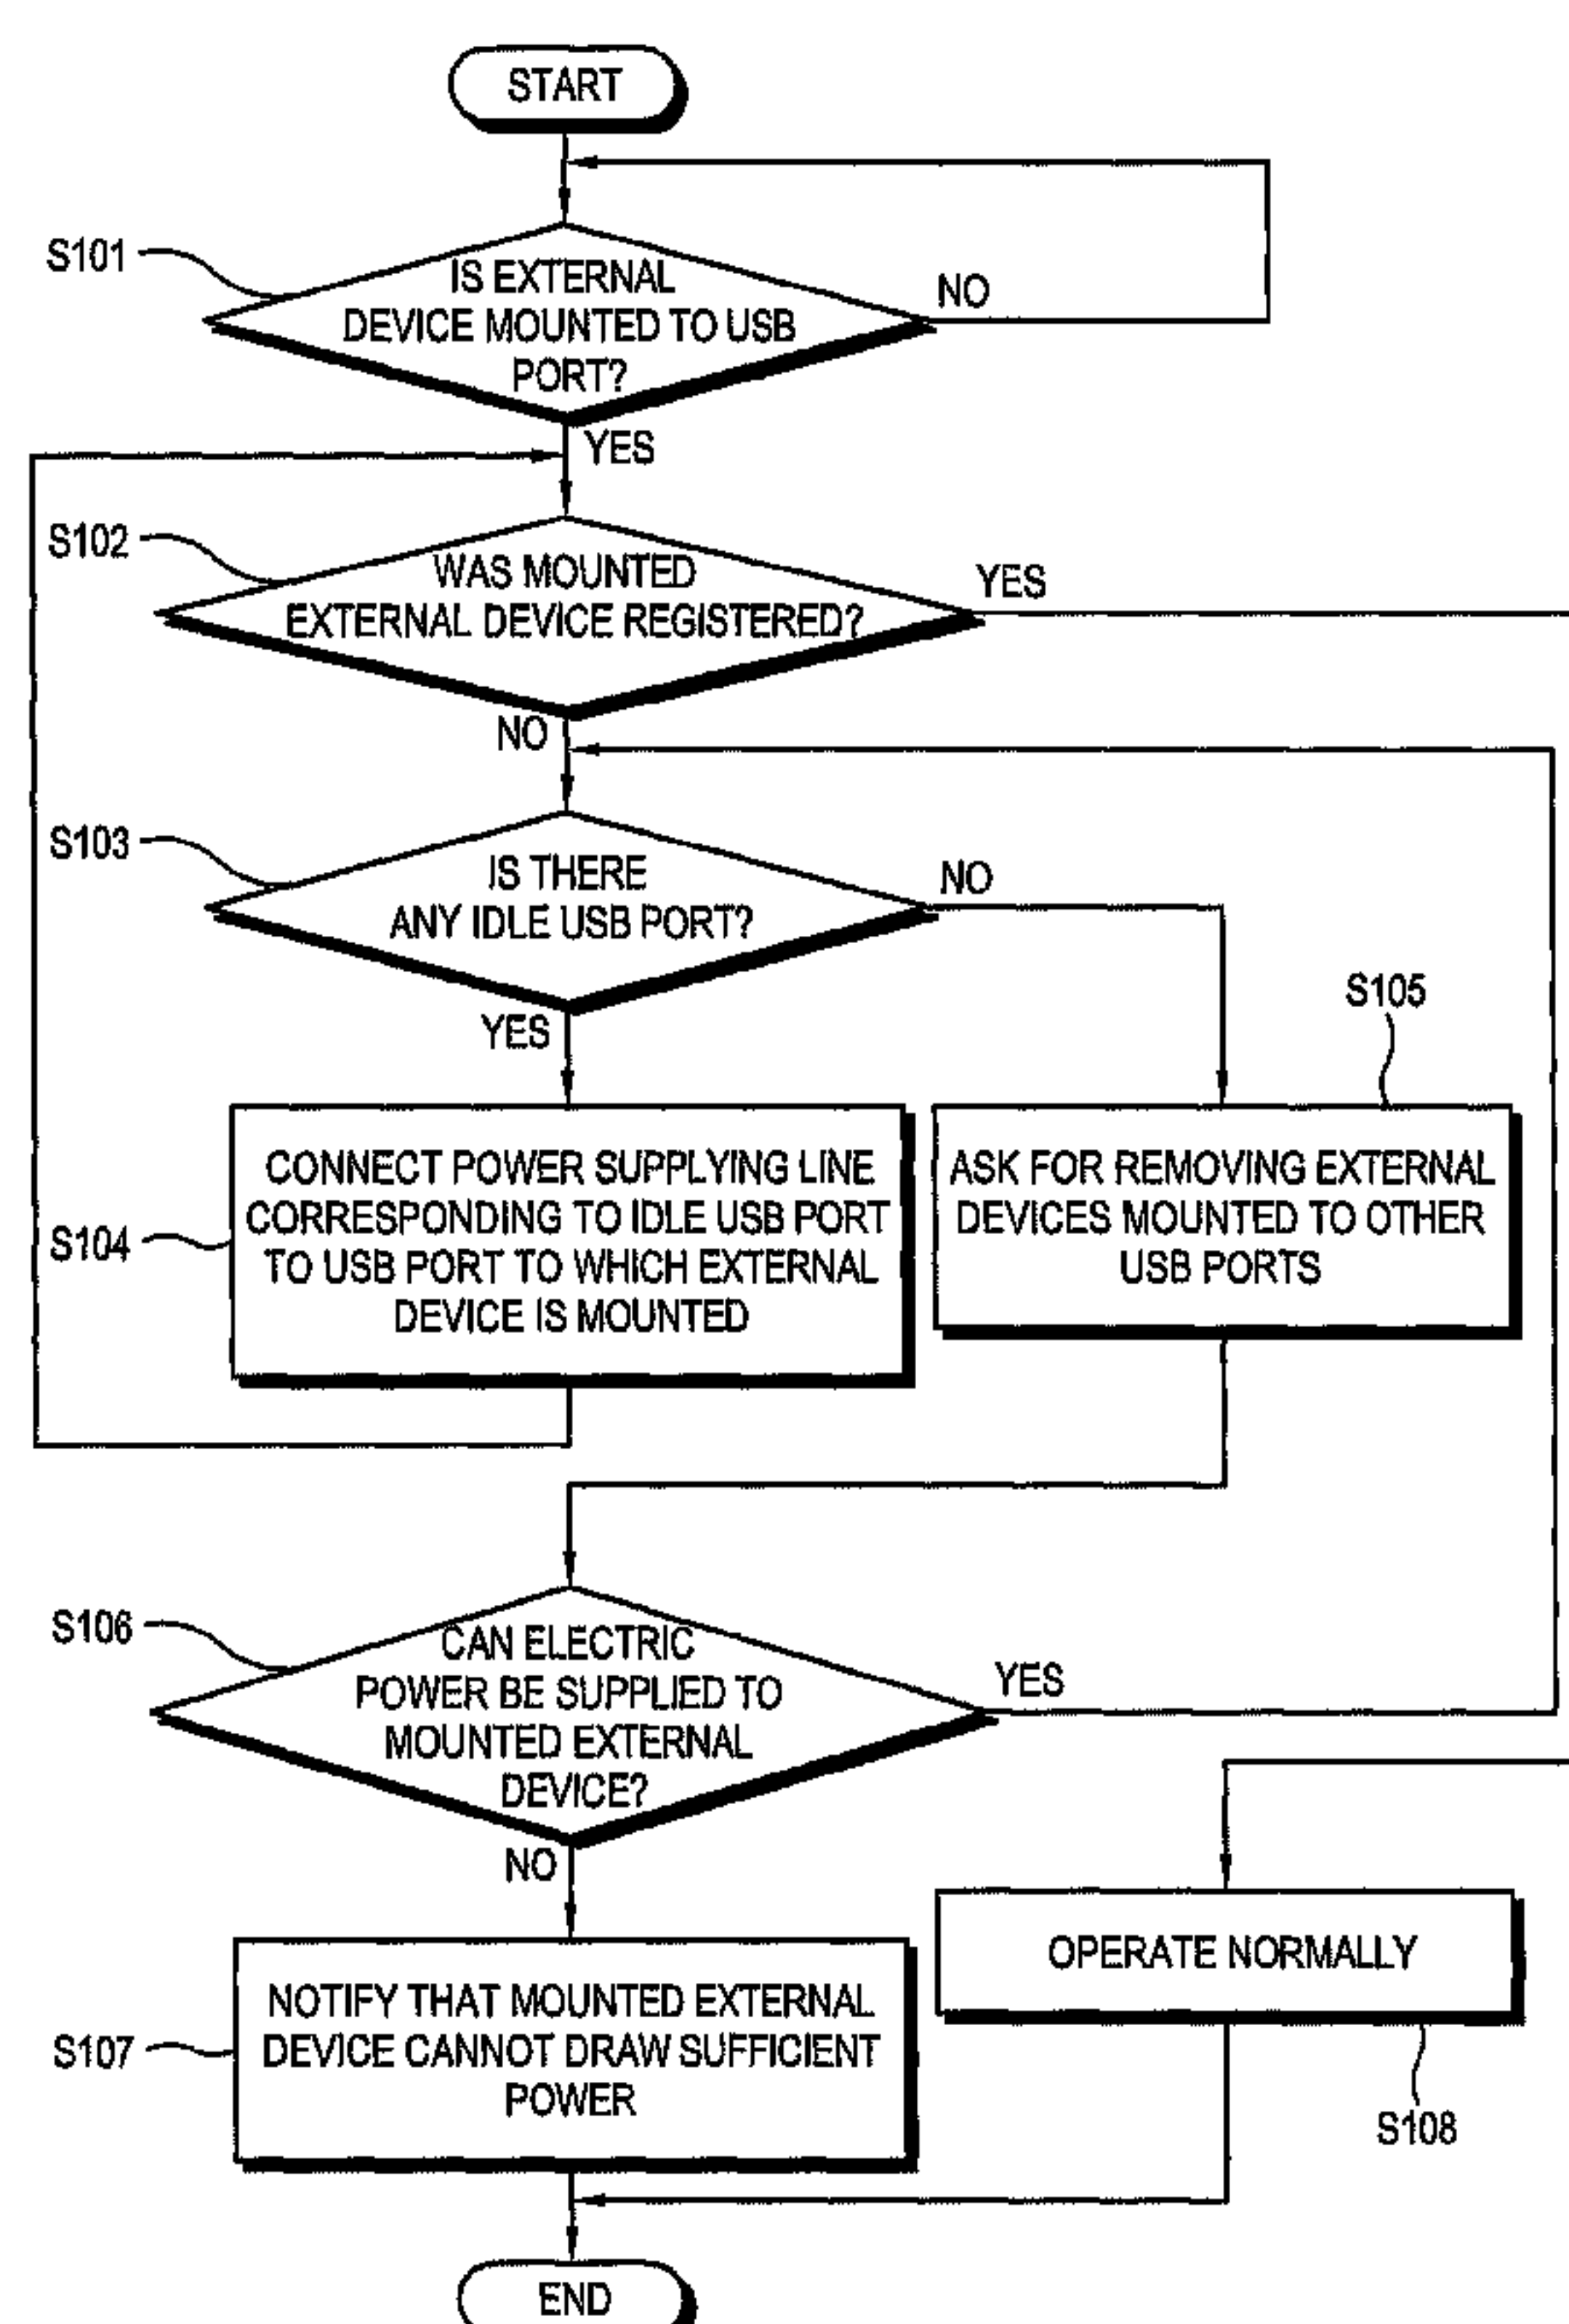 START
S101
IS EXTERNAL
DEVICE MOUNTED TO USB
PORT?
NO
YES
S102
WAS MOUNTED
EXTERNAL DEVICE REGISTERED?
YES
NO
S103
IS THERE
ANY IDLE USB PORT?
NO
YES
S105
S104
CONNECT POWER SUPPLYING LINE
CORRESPONDING TO IDLE USB PORT
TO USB PORT TO WHICH EXTERNAL
DEVICE IS MOUNTED
ASK FOR REMOVING EXTERNAL
DEVICES MOUNTED TO OTHER
USB PORTS
S106
CAN ELECTRIC
POWER BE SUPPLIED TO
MOUNTED EXTERNAL
DEVICE?
YES
NO
S107
NOTIFY THAT MOUNTED EXTERNAL
DEVICE CANNOT DRAW SUFFICIENT
POWER
OPERATE NORMALLY
S108
END